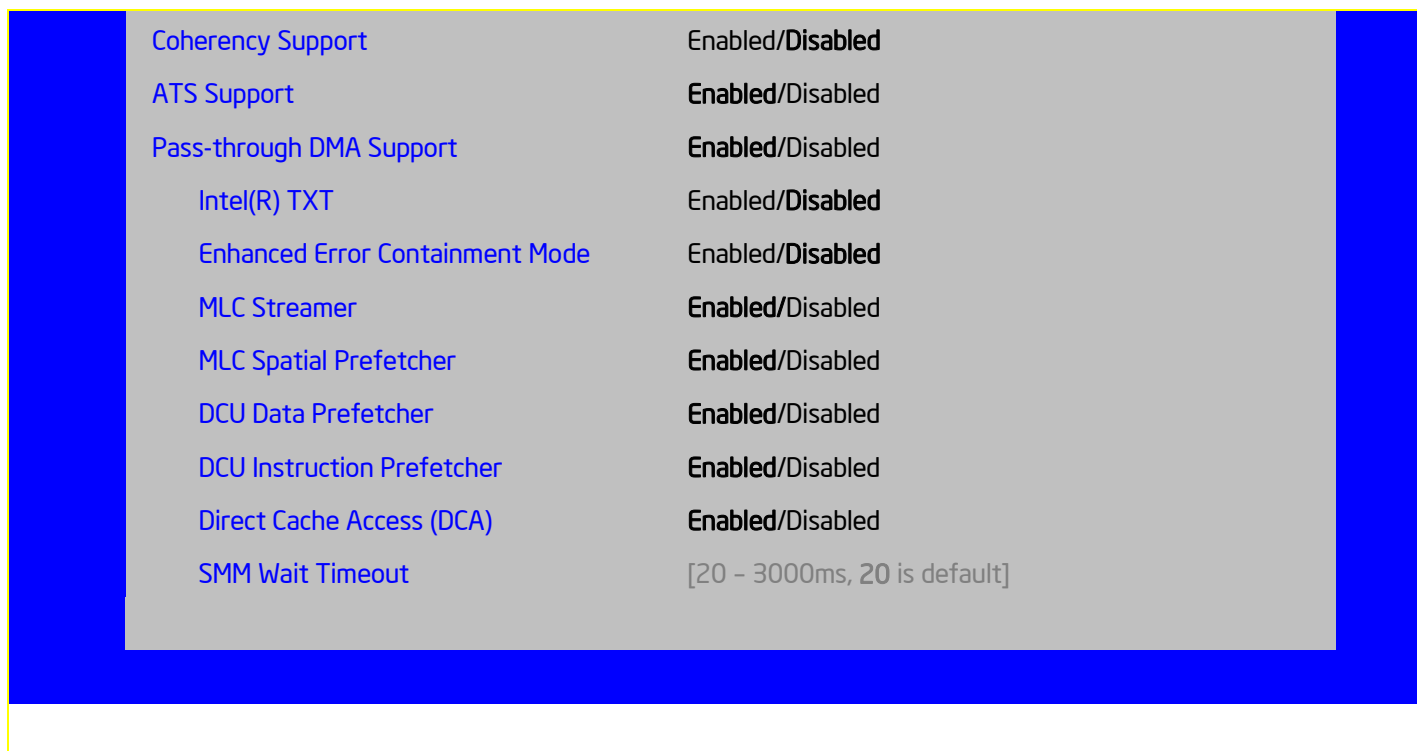 Coherency Support Enabled/Disabled
ATS Support Enabled/Disabled
Pass-through DMA Support Enabled/Disabled
Intel(R) TXT Enabled/Disabled
Enhanced Error Containment Mode Enabled/Disabled
MLC Streamer Enabled/Disabled
MLC Spatial Prefetcher Enabled/Disabled
DCU Data Prefetcher Enabled/Disabled
DCU Instruction Prefetcher Enabled/Disabled
Direct Cache Access (DCA) Enabled/Disabled
SMM Wait Timeout [20 – 3000ms, 20 is default]